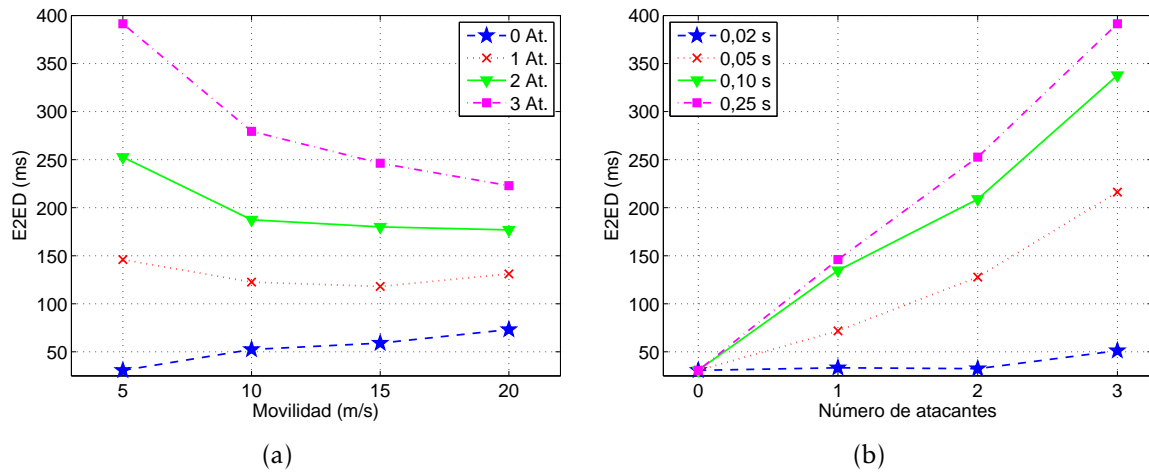 400
350
300
250
200
150
100
50
E2ED (ms)
5
10
15
20
Movilidad (m/s)
0 At.
1 At.
2 At.
3 At.
(a)
400
350
300
250
200
150
100
50
E2ED (ms)
0
1
2
3
Número de atacantes
0,02 s
0,05 s
0,10 s
0,25 s
(b)